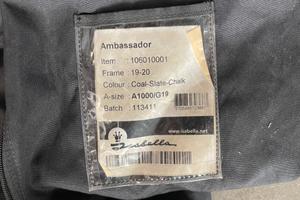 Ambassador
Item : 106010001
Frame : 19-20
Colour : Coal-Slate-Chalk
A-size : A1000/G19
Batch : 113411
www.isabella.net
Isabella